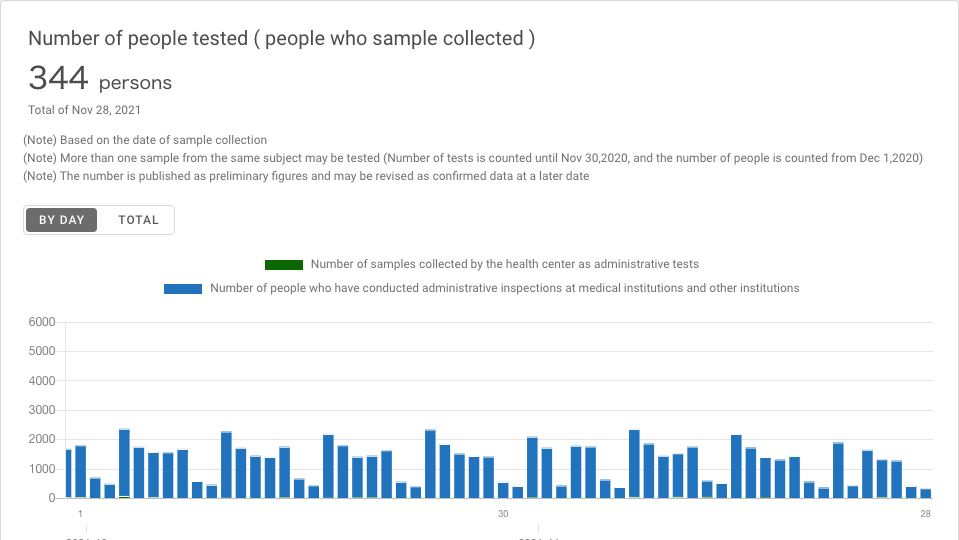 Number of people tested ( people who sample collected )
344 persons
Total of Nov 28, 2021
(Note) Based on the date of sample collection
(Note) More than one sample from the same subject may be tested (Number of tests is counted until Nov 30,2020, and the number of people is counted from Dec 1,2020)
(Note) The number is published as preliminary figures and may be revised as confirmed data at a later date
BY DAY TOTAL
Number of samples collected by the health center as administrative tests
Number of people who have conducted administrative inspections at medical institutions and other institutions
6000
5000
4000
3000
2000
1000
0
1 30 28